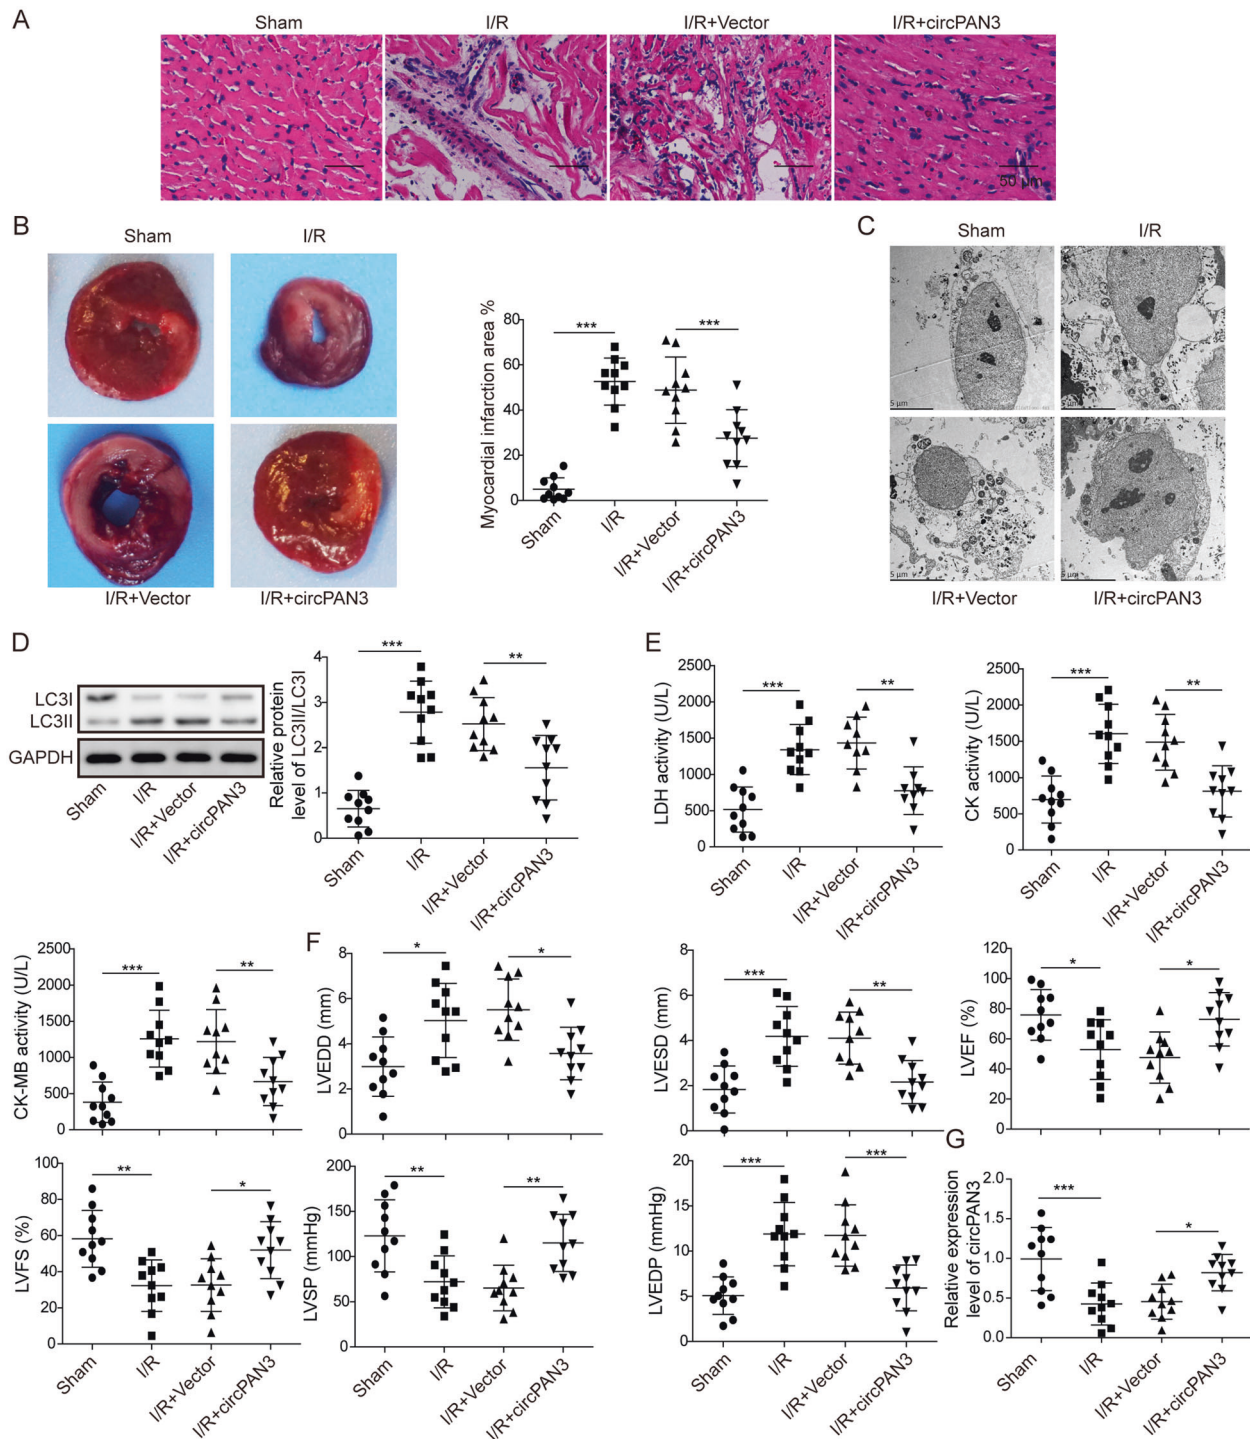 A
Sham
I/R
I/R+Vector
I/R+circPAN3
50 μm
B
Sham
I/R
I/R+Vector
I/R+circPAN3
Myocardial infarction area %
80
60
40
20
0
***
***
Sham
I/R
I/R+Vector
I/R+circPAN3
C
Sham
I/R
5 μm
5 μm
5 μm
5 μm
I/R+Vector
I/R+circPAN3
D
LC3I
LC3II
GAPDH
Sham
I/R
I/R+Vector
I/R+circPAN3
Relative protein
level of LC3II/LC3I
4
3
2
1
0
***
**
Sham
I/R
I/R+Vector
I/R+circPAN3
E
LDH activity (U/L)
2500
2000
1500
1000
500
0
***
**
Sham
I/R
I/R+Vector
I/R+circPAN3
CK activity (U/L)
2500
2000
1500
1000
500
0
***
**
Sham
I/R
I/R+Vector
I/R+circPAN3
CK-MB activity (U/L)
2500
2000
1500
1000
500
0
***
**
F
LVEDD (mm)
8
6
4
2
0
*
*
LVESD (mm)
8
6
4
2
0
***
**
LVEF (%)
120
100
80
60
40
20
0
*
*
LVFS (%)
100
80
60
40
20
0
**
*
Sham
I/R
I/R+Vector
I/R+circPAN3
LVSP (mmHg)
200
150
100
50
0
**
**
Sham
I/R
I/R+Vector
I/R+circPAN3
LVEDP (mmHg)
20
15
10
5
0
***
***
Sham
I/R
I/R+Vector
I/R+circPAN3
G
Relative expression
level of circPAN3
2.0
1.5
1.0
0.5
0.0
***
*
Sham
I/R
I/R+Vector
I/R+circPAN3